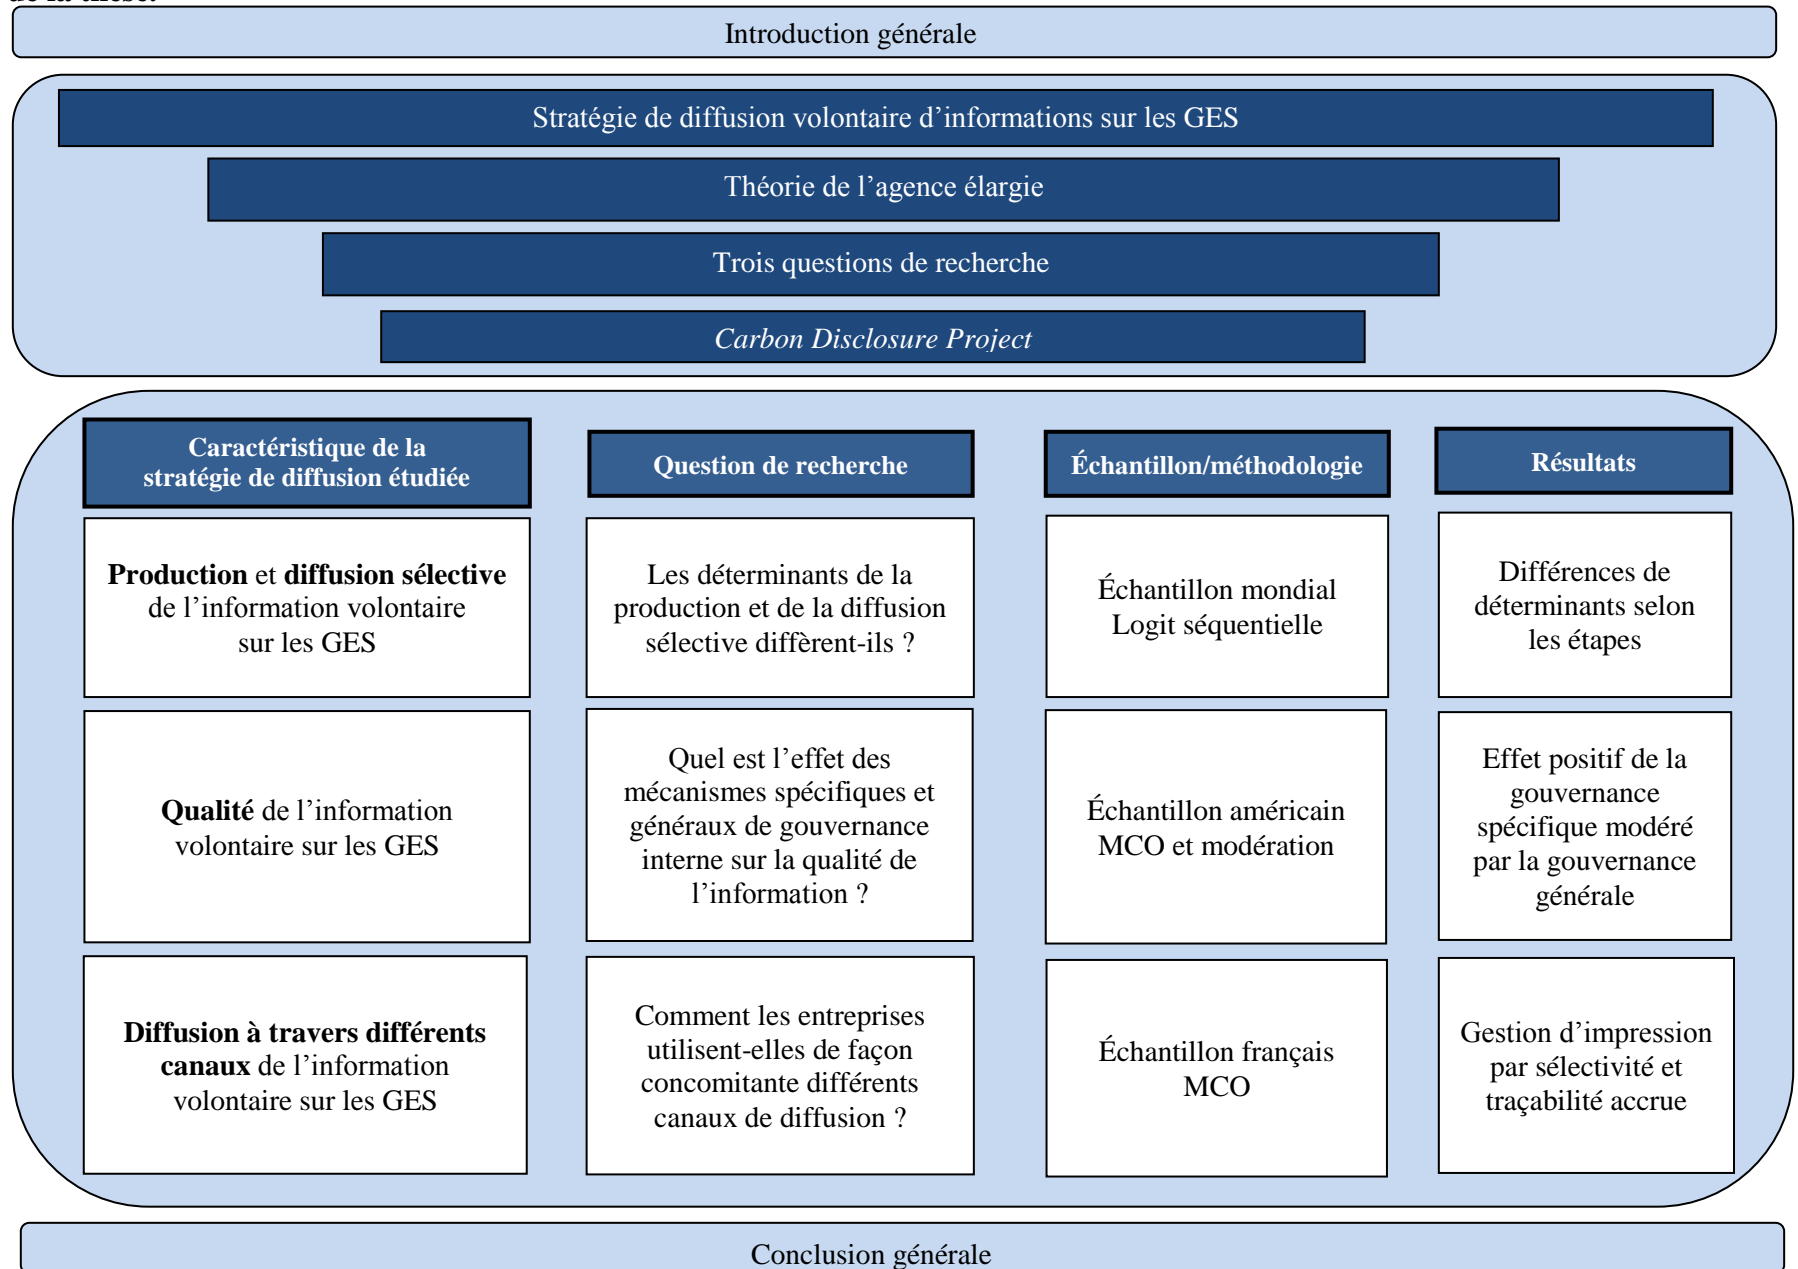 de la thèse.
Introduction générale
Stratégie de diffusion volontaire d’informations sur les GES
Théorie de l’agence élargie
Trois questions de recherche
Carbon Disclosure Project
Caractéristique de la
stratégie de diffusion étudiée
Question de recherche
Échantillon/méthodologie
Résultats
Production et diffusion sélective
de l’information volontaire
sur les GES
Les déterminants de la
production et de la diffusion
sélective diffèrent-ils ?
Échantillon mondial
Logit séquentielle
Différences de
déterminants selon
les étapes
Qualité de l’information
volontaire sur les GES
Quel est l’effet des
mécanismes spécifiques et
généraux de gouvernance
interne sur la qualité de
l’information ?
Échantillon américain
MCO et modération
Effet positif de la
gouvernance
spécifique modéré
par la gouvernance
générale
Diffusion à travers différents
canaux de l’information
volontaire sur les GES
Comment les entreprises
utilisent-elles de façon
concomitante différents
canaux de diffusion ?
Échantillon français
MCO
Gestion d’impression
par sélectivité et
traçabilité accrue
Conclusion générale